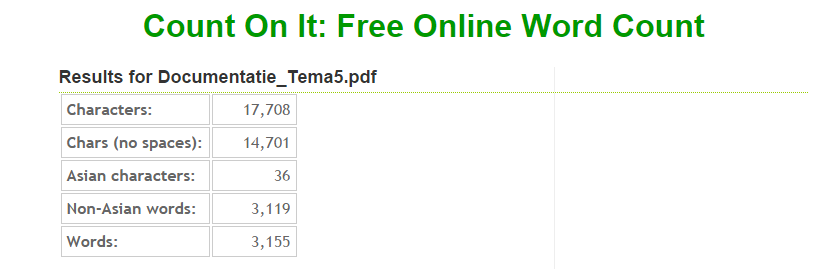 Count On It: Free Online Word Count
Results for Documentatie_Tema5.pdf
Characters: 17,708
Chars (no spaces): 14,701
Asian characters: 36
Non-Asian words: 3,119
Words: 3,155